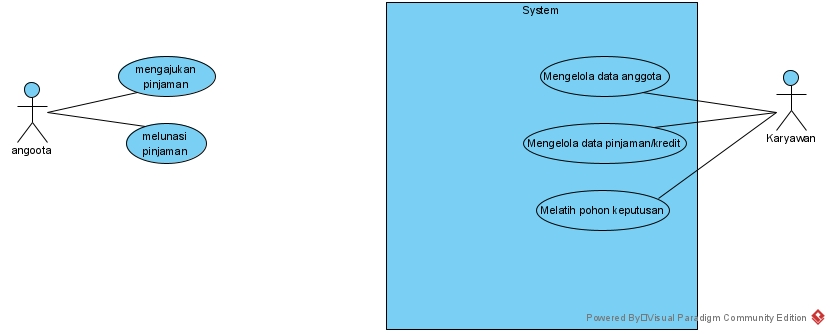 System
mengajukan
pinjaman
melunasi
pinjaman
angoota
Mengelola data anggota
Mengelola data pinjaman/kredit
Melatih pohon keputusan
Karyawan
Powered By Visual Paradigm Community Edition